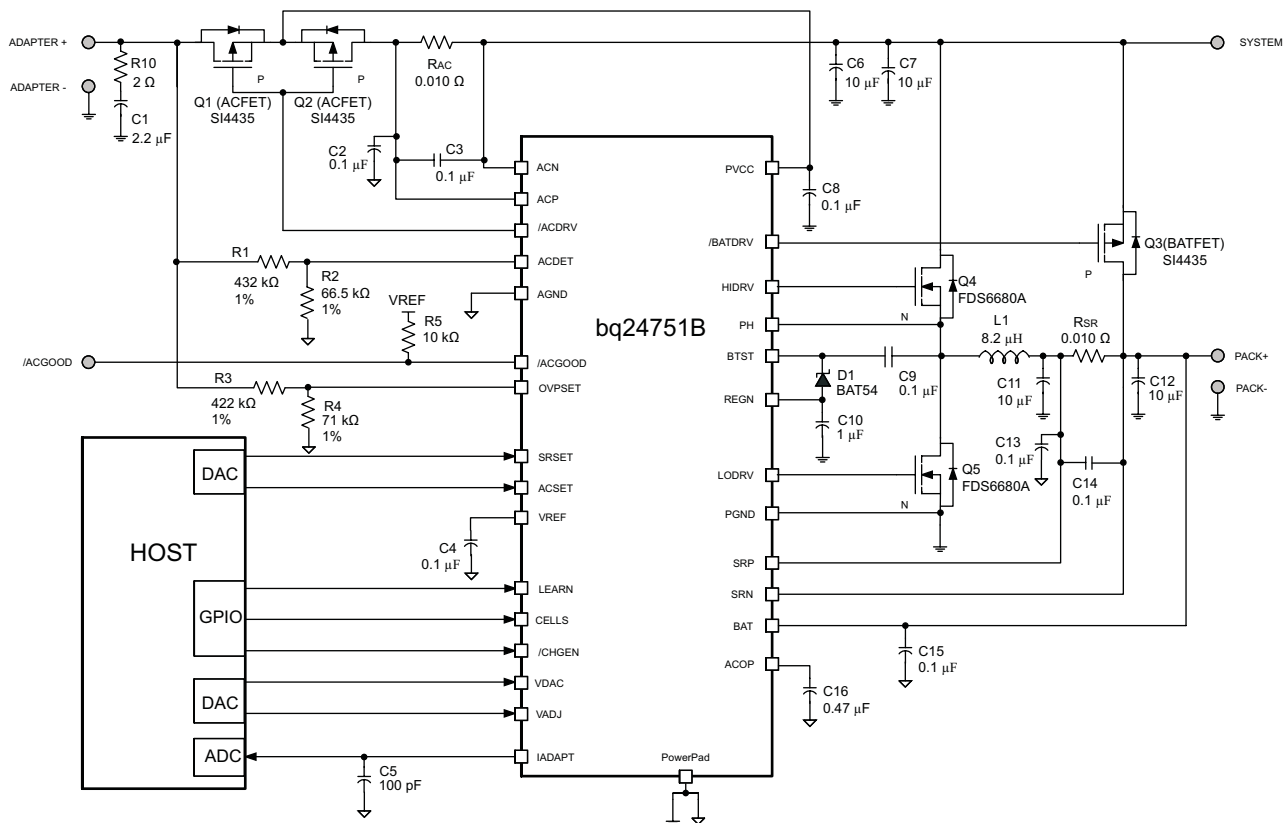 ADAPTER +
ADAPTER -
R10
2 Ω
C1
2.2 μF
P
P
Q1 (ACFET)
SI4435
Q2 (ACFET)
SI4435
RAC
0.010 Ω
C6
10 μF
C7
10 μF
SYSTEM
C2
0.1 μF
C3
0.1 μF
ACN
ACP
/ACDRV
ACDET
AGND
/ACGOOD
OVPSET
SRSET
ACSET
VREF
LEARN
CELLS
/CHGEN
VDAC
VADJ
IADAPT
bq24751B
PowerPad
PVCC
/BATDRV
HIDRV
PH
BTST
REGN
LODRV
PGND
SRP
SRN
BAT
ACOP
R1
432 kΩ
1%
R2
66.5 kΩ
1%
VREF
R5
10 kΩ
/ACGOOD
R3
422 kΩ
1%
R4
71 kΩ
1%
HOST
DAC
GPIO
DAC
ADC
C4
0.1 μF
C5
100 pF
C8
0.1 μF
Q3(BATFET)
SI4435
P
Q4
FDS6680A
N
L1
8.2 μH
RSR
0.010 Ω
PACK+
PACK-
D1
BAT54
C9
0.1 μF
C10
1 μF
C11
10 μF
C12
10 μF
C13
0.1 μF
C14
0.1 μF
Q5
FDS6680A
N
C15
0.1 μF
C16
0.47 μF